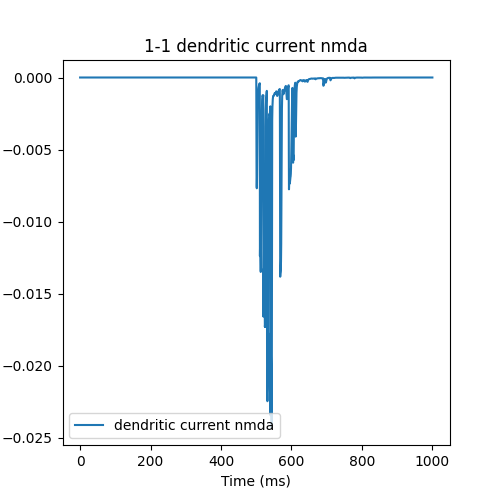 1-1 dendritic current nmda
0.000
−0.005
−0.010
−0.015
−0.020
−0.025
dendritic current nmda
0 200 400 600 800 1000
Time (ms)